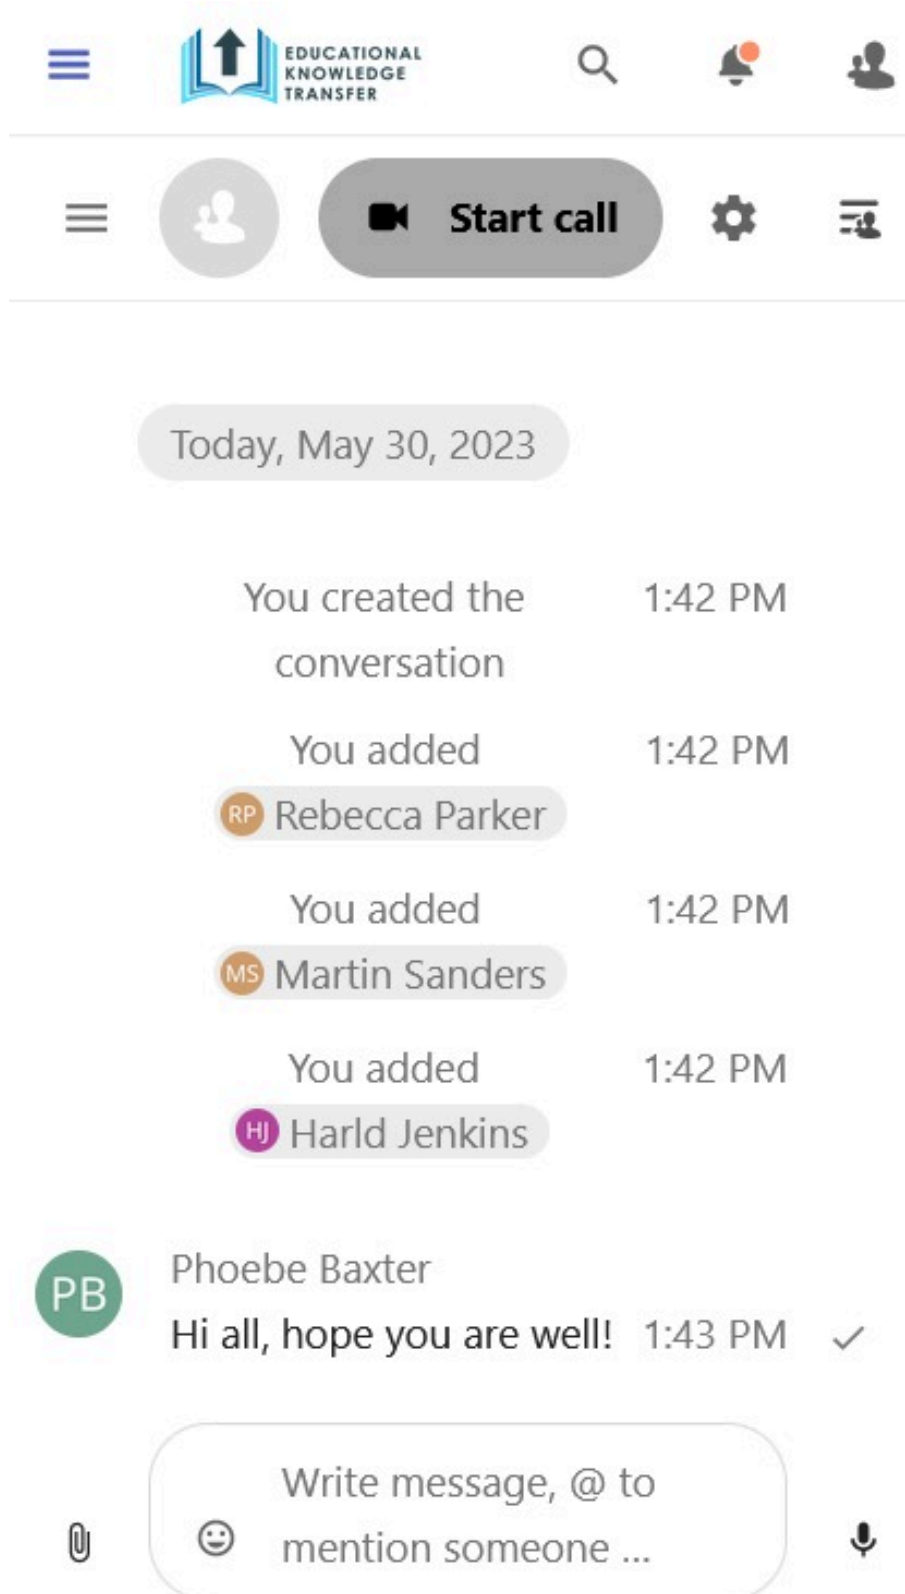 EDUCATIONAL
KNOWLEDGE
TRANSFER
Start call
Today, May 30, 2023
You created the 1:42 PM
conversation
You added 1:42 PM
RP Rebecca Parker
You added 1:42 PM
MS Martin Sanders
You added 1:42 PM
HJ Harld Jenkins
PB
Phoebe Baxter
Hi all, hope you are well! 1:43 PM
Write message, @ to
mention someone ...